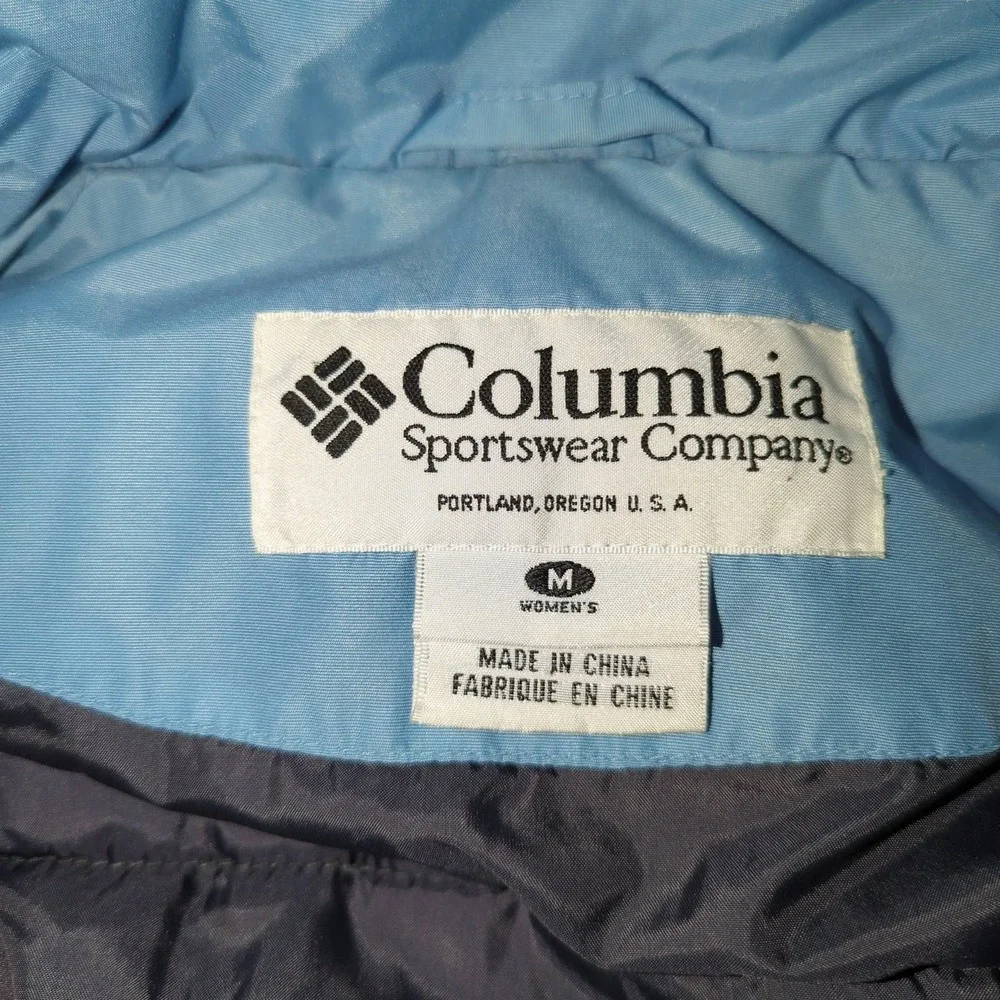 Columbia
Sportswear Company®
PORTLAND, OREGON U. S. A.
M
WOMEN'S
MADE IN CHINA
FABRIQUE EN CHINE